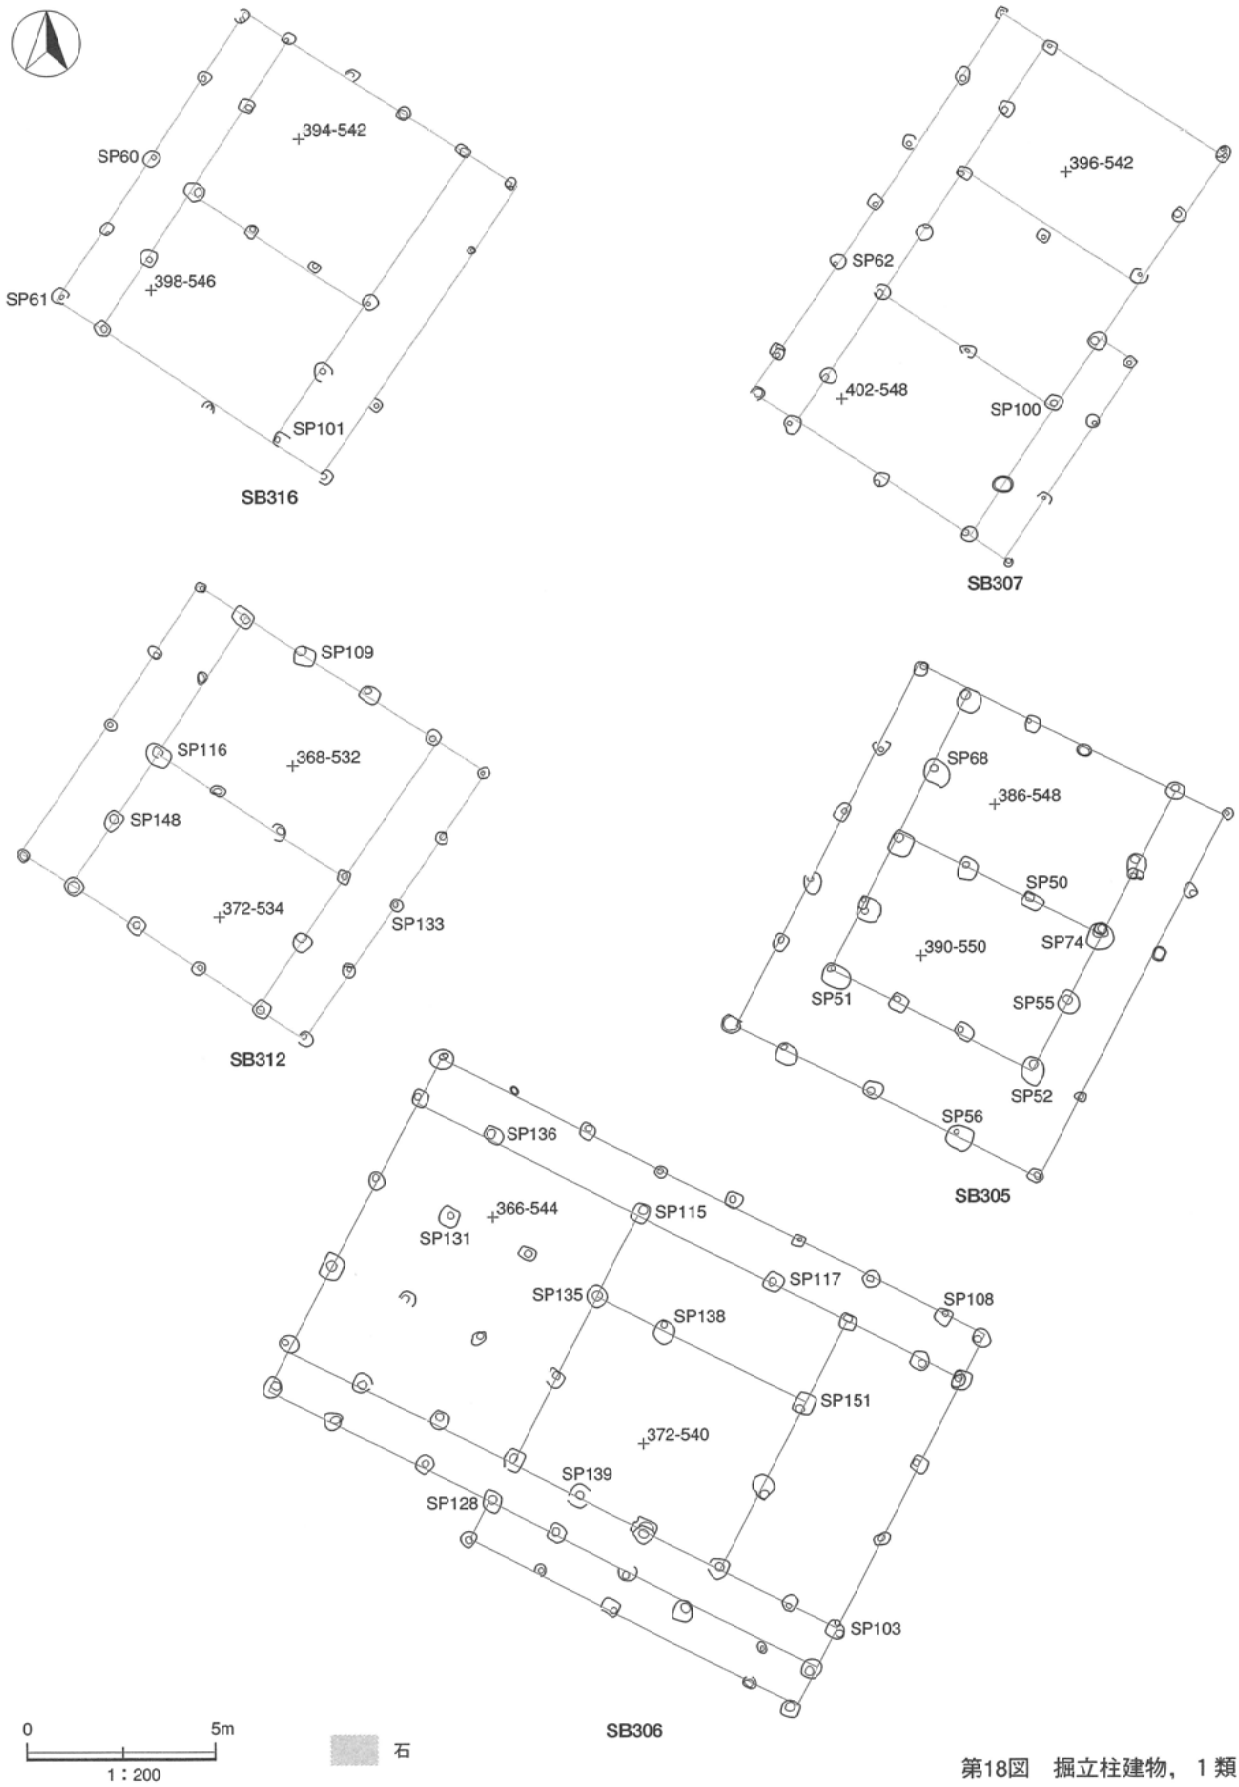 394-542
SP60
398-546
SP61
SP101
SB316
396-542
SP62
402-548
SP100
SB307
SP109
SP116
368-532
SP148
372-534
SP133
SB312
SP68
386-548
SP50
SP74
390-550
SP51
SP55
SP52
SP56
SB305
SP136
366-544
SP131
SP115
SP135
SP117
SP138
SP108
SP151
372-540
SP139
SP128
SP103
SB306
0 5m
1：200
石
第18図 掘立柱建物，1類